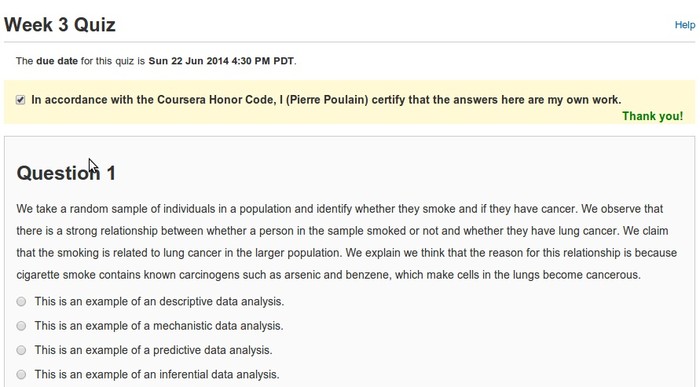 Week 3 Quiz
Help
The due date for this quiz is Sun 22 Jun 2014 4:30 PM PDT.
In accordance with the Coursera Honor Code, I (Pierre Poulain) certify that the answers here are my own work.
Thank you!
Question 1
We take a random sample of individuals in a population and identify whether they smoke and if they have cancer. We observe that
there is a strong relationship between whether a person in the sample smoked or not and whether they have lung cancer. We claim
that the smoking is related to lung cancer in the larger population. We explain we think that the reason for this relationship is because
cigarette smoke contains known carcinogens such as arsenic and benzene, which make cells in the lungs become cancerous.
This is an example of an descriptive data analysis.
This is an example of a mechanistic data analysis.
This is an example of a predictive data analysis.
This is an example of an inferential data analysis.